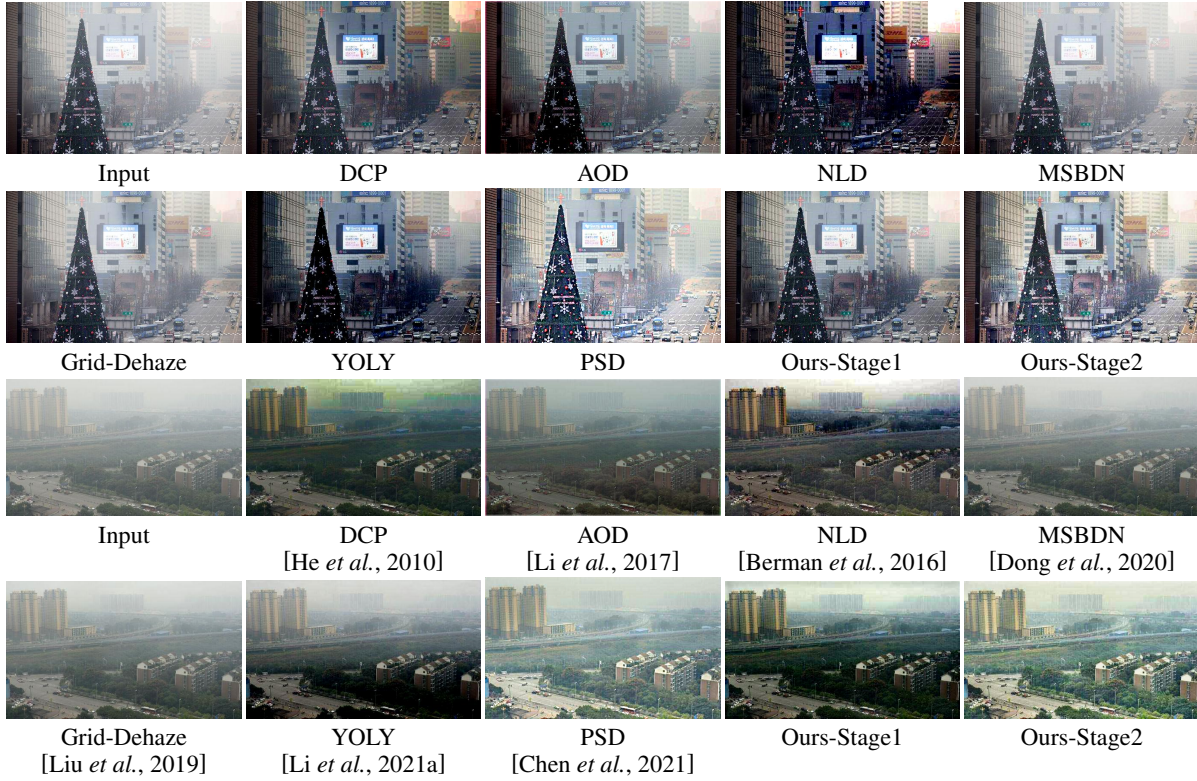 Input DCP AOD NLD MSBDN
Grid-Dehaze YOLY PSD Ours-Stage1 Ours-Stage2
Input DCP AOD NLD MSBDN
[He et al., 2010] [Li et al., 2017] [Berman et al., 2016] [Dong et al., 2020]
Grid-Dehaze YOLY PSD Ours-Stage1 Ours-Stage2
[Liu et al., 2019] [Li et al., 2021a] [Chen et al., 2021]